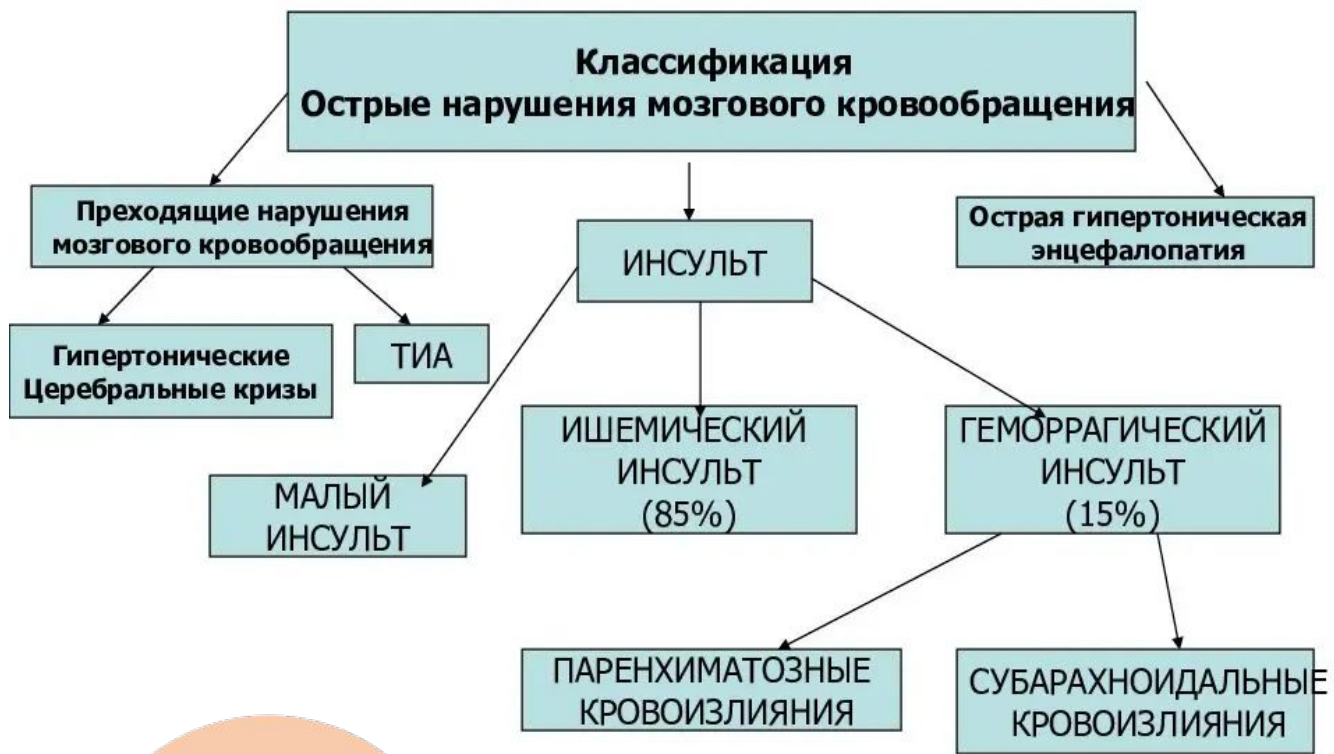 Классификация
Острые нарушения мозгового кровообращения
Преходящие нарушения
мозгового кровообращения
ИНСУЛЬТ
Острая гипертоническая
энцефалопатия
Гипертонические
Церебральные кризы
ТИА
МАЛЫЙ
ИНСУЛЬТ
ИШЕМИЧЕСКИЙ
ИНСУЛЬТ
(85%)
ГЕМОРРАГИЧЕСКИЙ
ИНСУЛЬТ
(15%)
ПАРЕНХИМАТОЗНЫЕ
КРОВОИЗЛИЯНИЯ
СУБАРАХНОИДАЛЬНЫЕ
КРОВОИЗЛИЯНИЯ